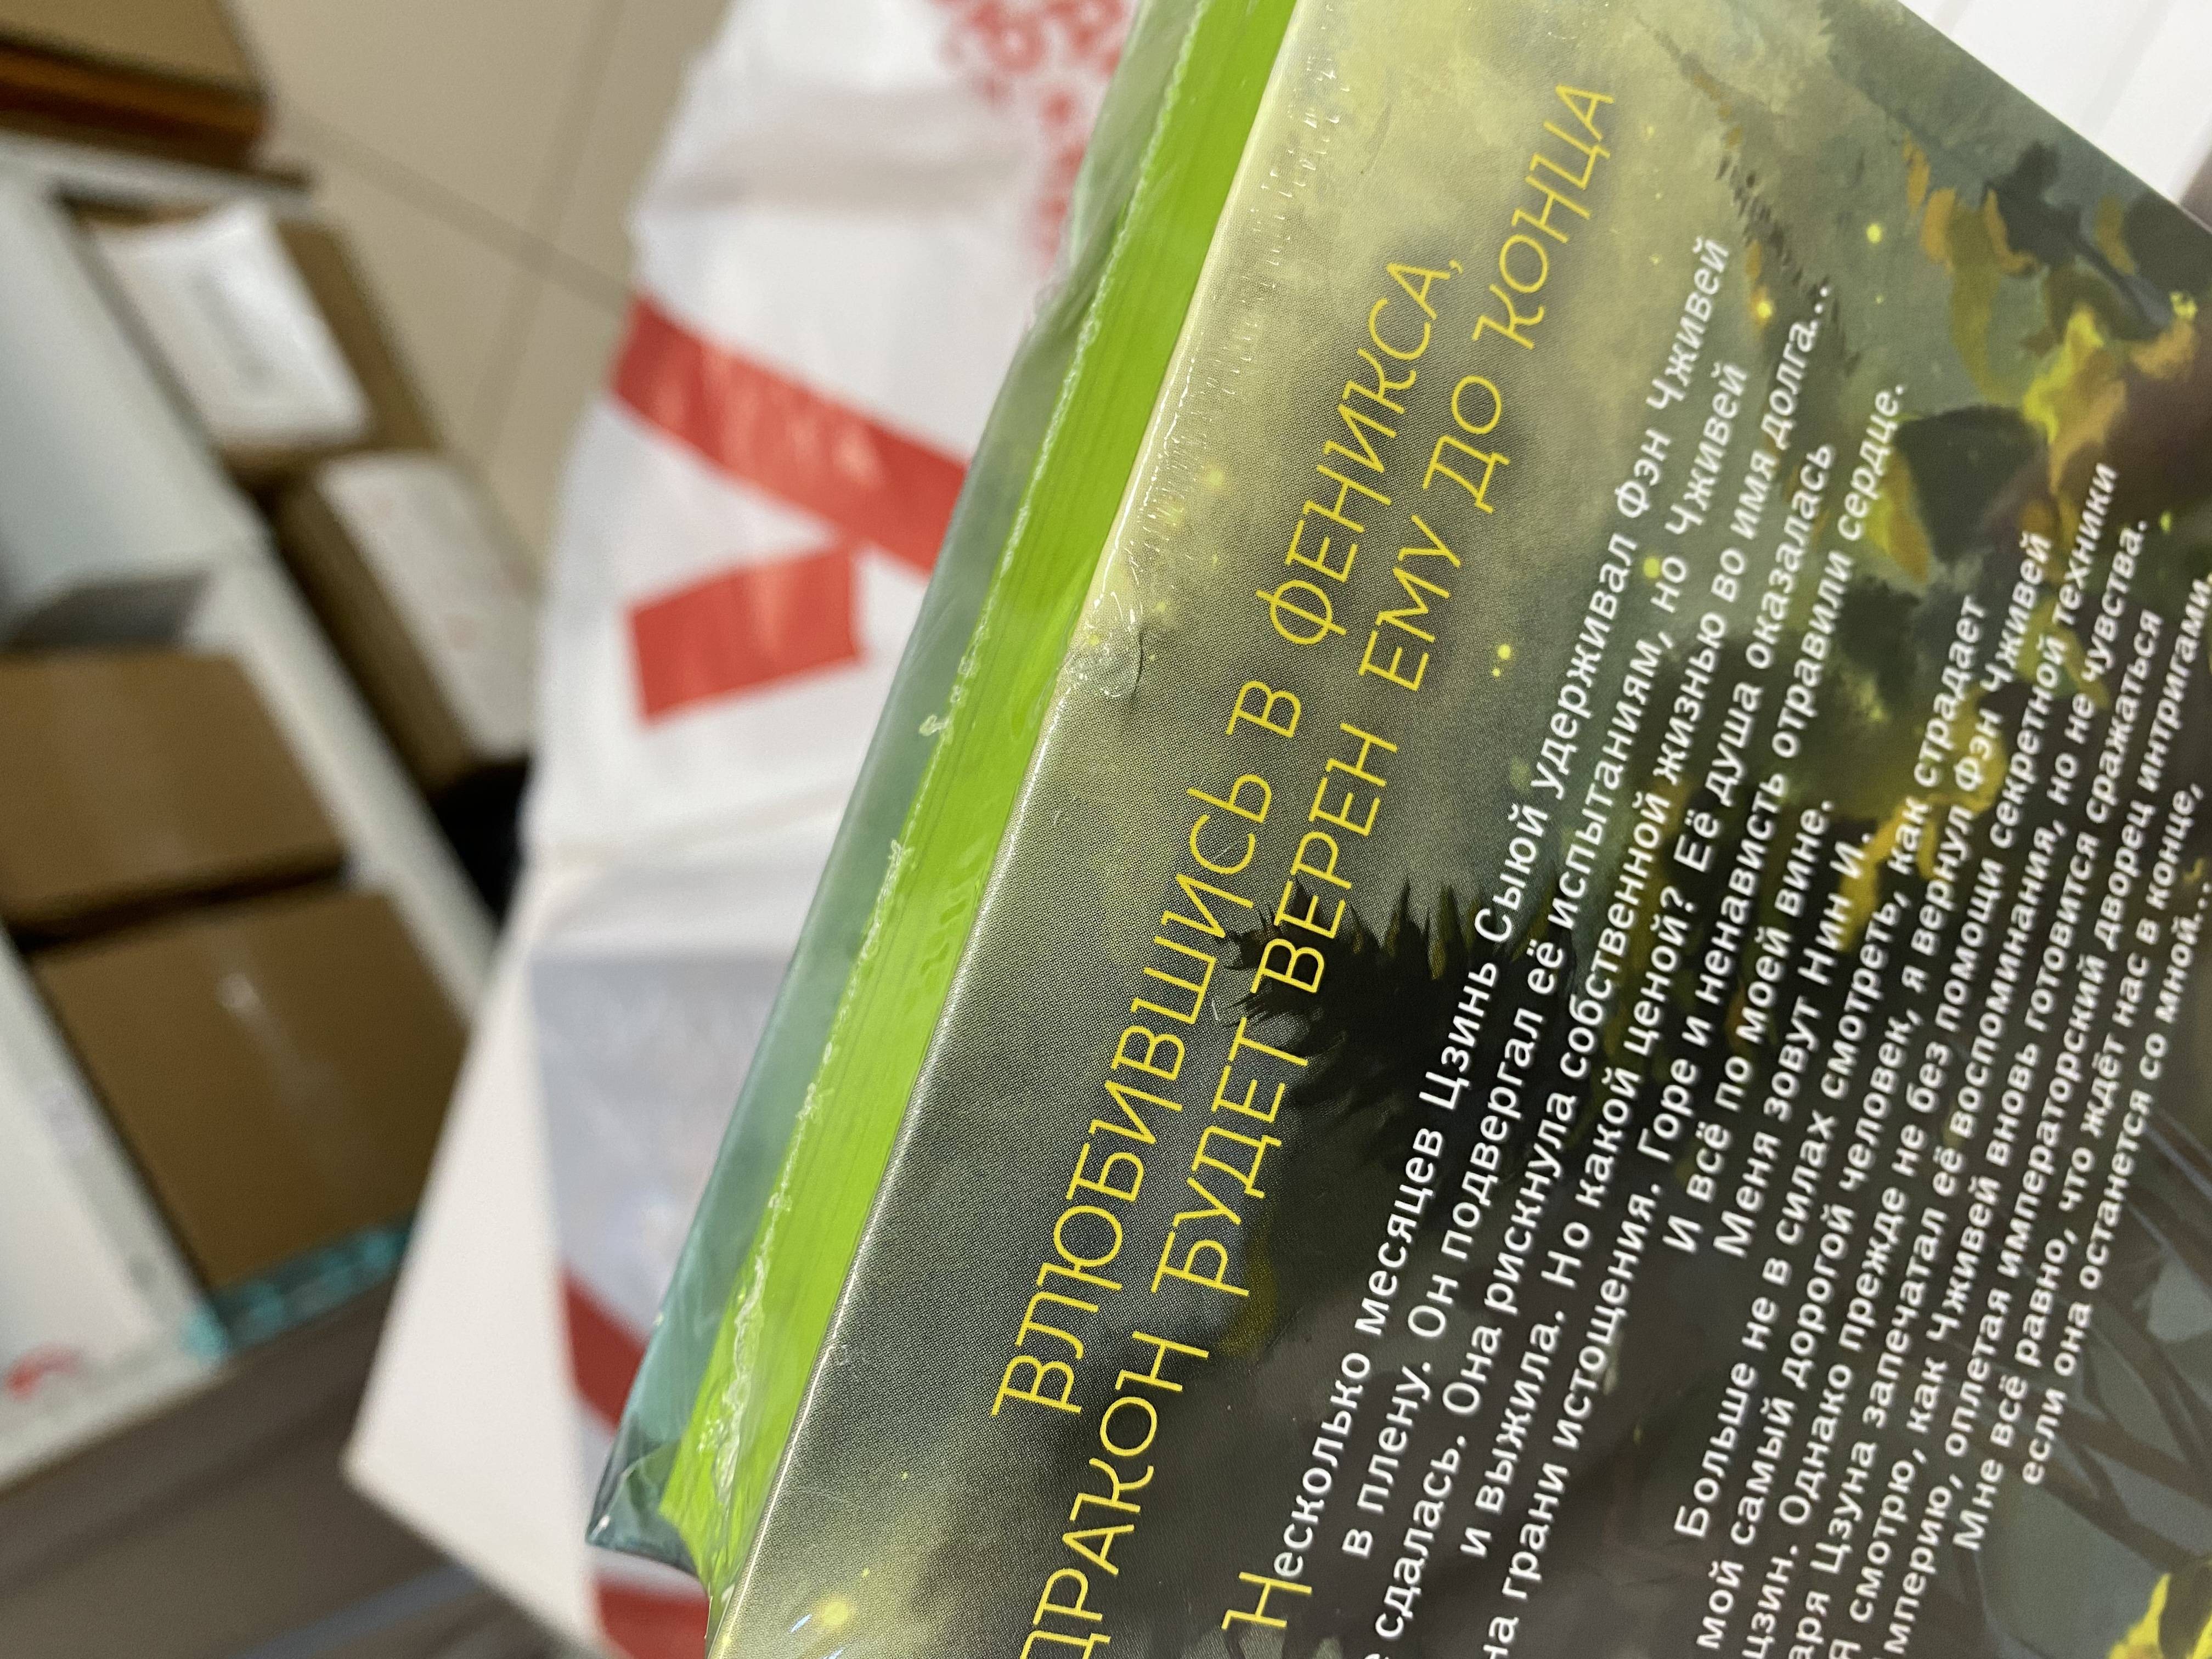 ВЛЮБИВШИСЬ В ФЕНИКСА,
ДРАКОН БУДЕТ ВЕРЕН ЕМУ ДО КОНЦА
Несколько месяцев Цзинь Сыюй удерживал Фэн Чживей
в плену. Он подвергал её испытаниям, но Чживей
сдалась. Она рискнула собственной жизнью во имя долга...
и выжила. Но какой ценой? Её душа оказалась
на грани истощения. Горе и ненависть отравили сердце.
И всё по моей вине.
Меня зовут Нин И.
Больше не в силах смотреть, как страдает
мой самый дорогой человек, я вернул Фэн Чживей
Цзин. Однако прежде не без помощи секретной техники
Цзуна запечатал её воспоминания, но не чувства.
Я смотрю, как Чживей вновь готовится сражаться
империю, оплетая императорский дворец интригами.
Мне всё равно, что ждёт нас в конце,
если она останется со мной...